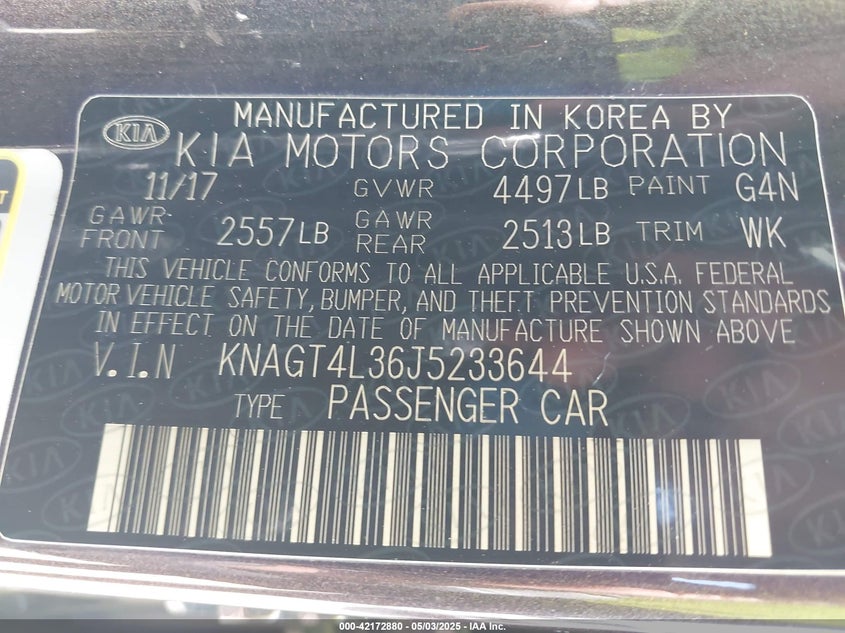 MANUFACTURED IN KOREA BY
KIA KIA MOTORS CORPORATION
11/17 GVWR 4497LB PAINT G4N
GAWR FRONT 2557LB GAWR REAR 2513LB TRIM WK
THIS VEHICLE CONFORMS TO ALL APPLICABLE U.S.A. FEDERAL
MOTOR VEHICLE SAFETY, BUMPER, AND THEFT PREVENTION STANDARDS
IN EFFECT ON THE DATE OF MANUFACTURE SHOWN ABOVE
V.I.N KNAGT4L36J5233644
TYPE PASSENGER CAR
000-42172880 - 05/03/2025 - IAA Inc.